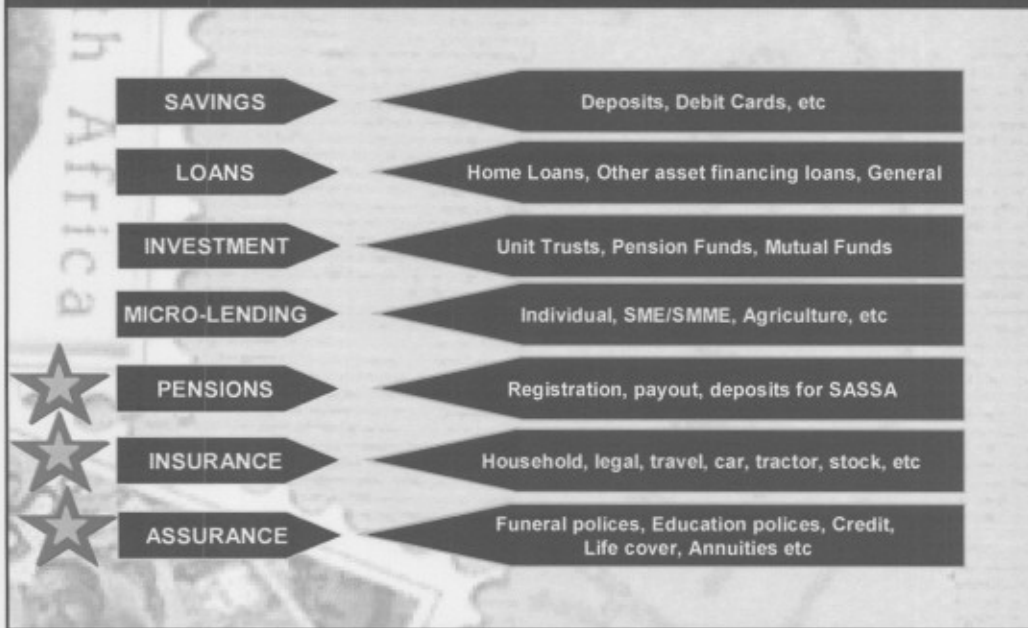 th Africa
SAVINGS
Deposits, Debit Cards, etc
LOANS
Home Loans, Other asset financing loans, General
INVESTMENT
Unit Trusts, Pension Funds, Mutual Funds
MICRO-LENDING
Individual, SME/SMME, Agriculture, etc
PENSIONS
Registration, payout, deposits for SASSA
INSURANCE
Household, legal, travel, car, tractor, stock, etc
ASSURANCE
Funeral polices, Education polices, Credit,
Life cover, Annuities etc